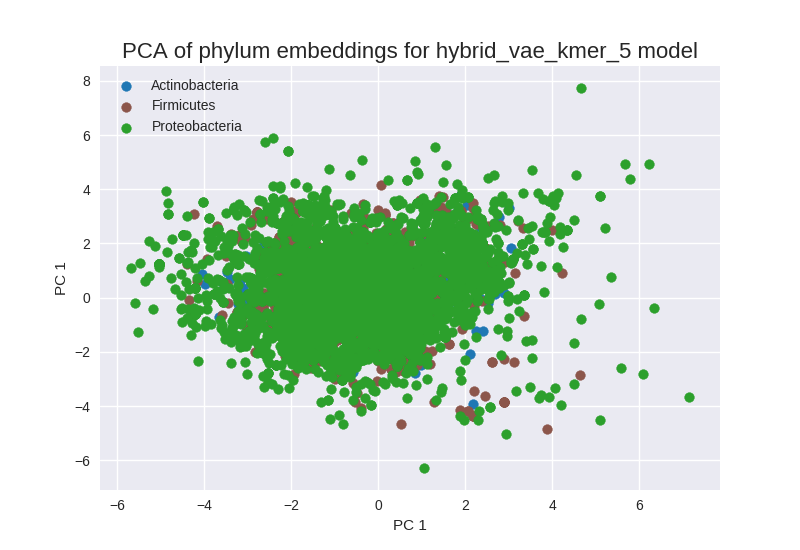 PCA of phylum embeddings for hybrid_vae_kmer_5 model
Actinobacteria
Firmicutes
Proteobacteria
8
6
4
2
0
−2
−4
−6
PC 1
−6 −4 −2 0 2 4 6
PC 1